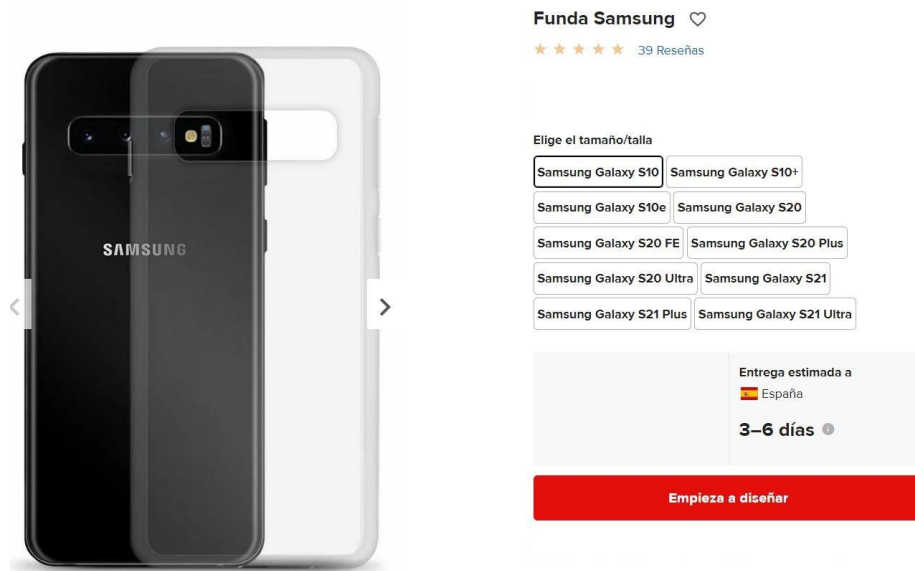 Funda Samsung
39 Reseñas
Elige el tamaño/talla
Samsung Galaxy S10 Samsung Galaxy S10+
Samsung Galaxy S10e Samsung Galaxy S20
Samsung Galaxy S20 FE Samsung Galaxy S20 Plus
Samsung Galaxy S20 Ultra Samsung Galaxy S21
Samsung Galaxy S21 Plus Samsung Galaxy S21 Ultra
SAMSUNG
Entrega estimada a
España
3–6 días
Empieza a diseñar